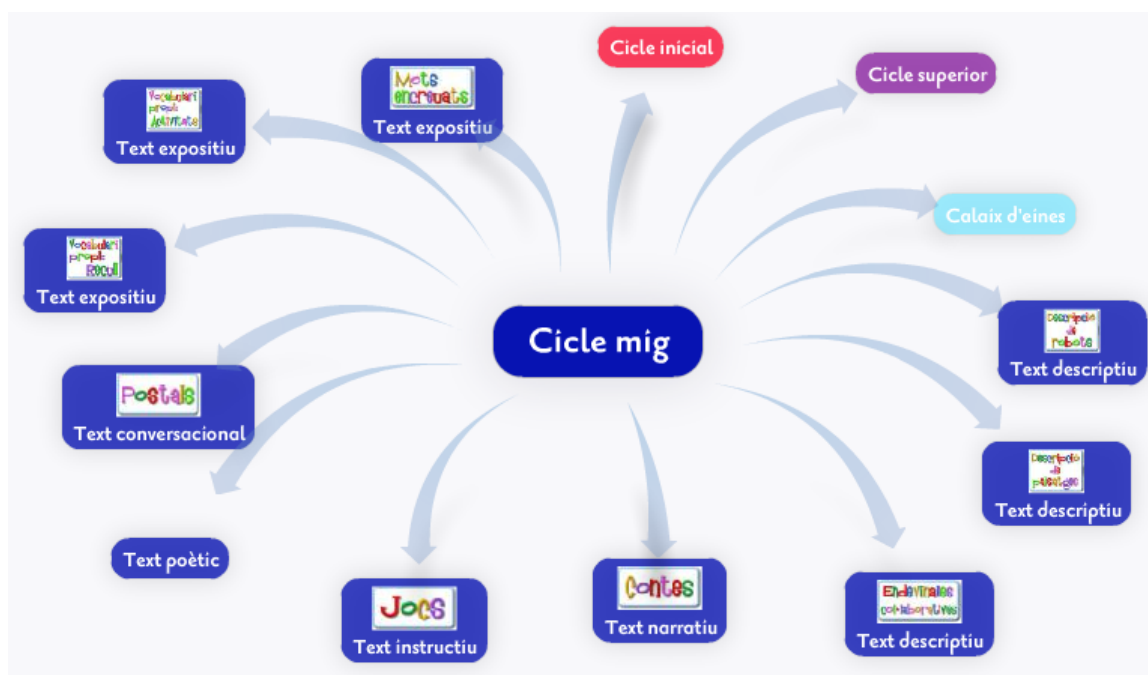 Cicle inicial
Cicle superior
Mots
encreuats
Text expositiu
Vocabulari
propi:
Activitats
Text expositiu
Calaix d'eines
Vocabulari
propi:
Recull
Text expositiu
Cicle mig
Descripció
de
robots
Text descriptiu
Postals
Text conversacional
Descripció
de
paisatges
Text descriptiu
Text poètic
Jocs
Text instructiu
Contes
Text narratiu
Endevinalles
col·laboratives
Text descriptiu